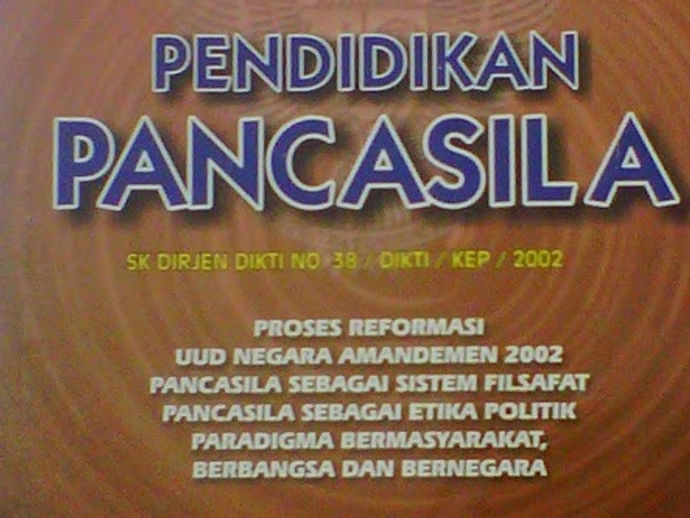 PENDIDIKAN
PANCASILA
SK DIRJEN DIKTI NO 38 / DIKTI / KEP / 2002
PROSES REFORMASI
UUD NEGARA AMANDEMEN 2002
PANCASILA SEBAGAI SISTEM FILSAFAT
PANCASILA SEBAGAI ETIKA POLITIK
PARADIGMA BERMASYARAKAT,
BERBANGSA DAN BERNEGARA